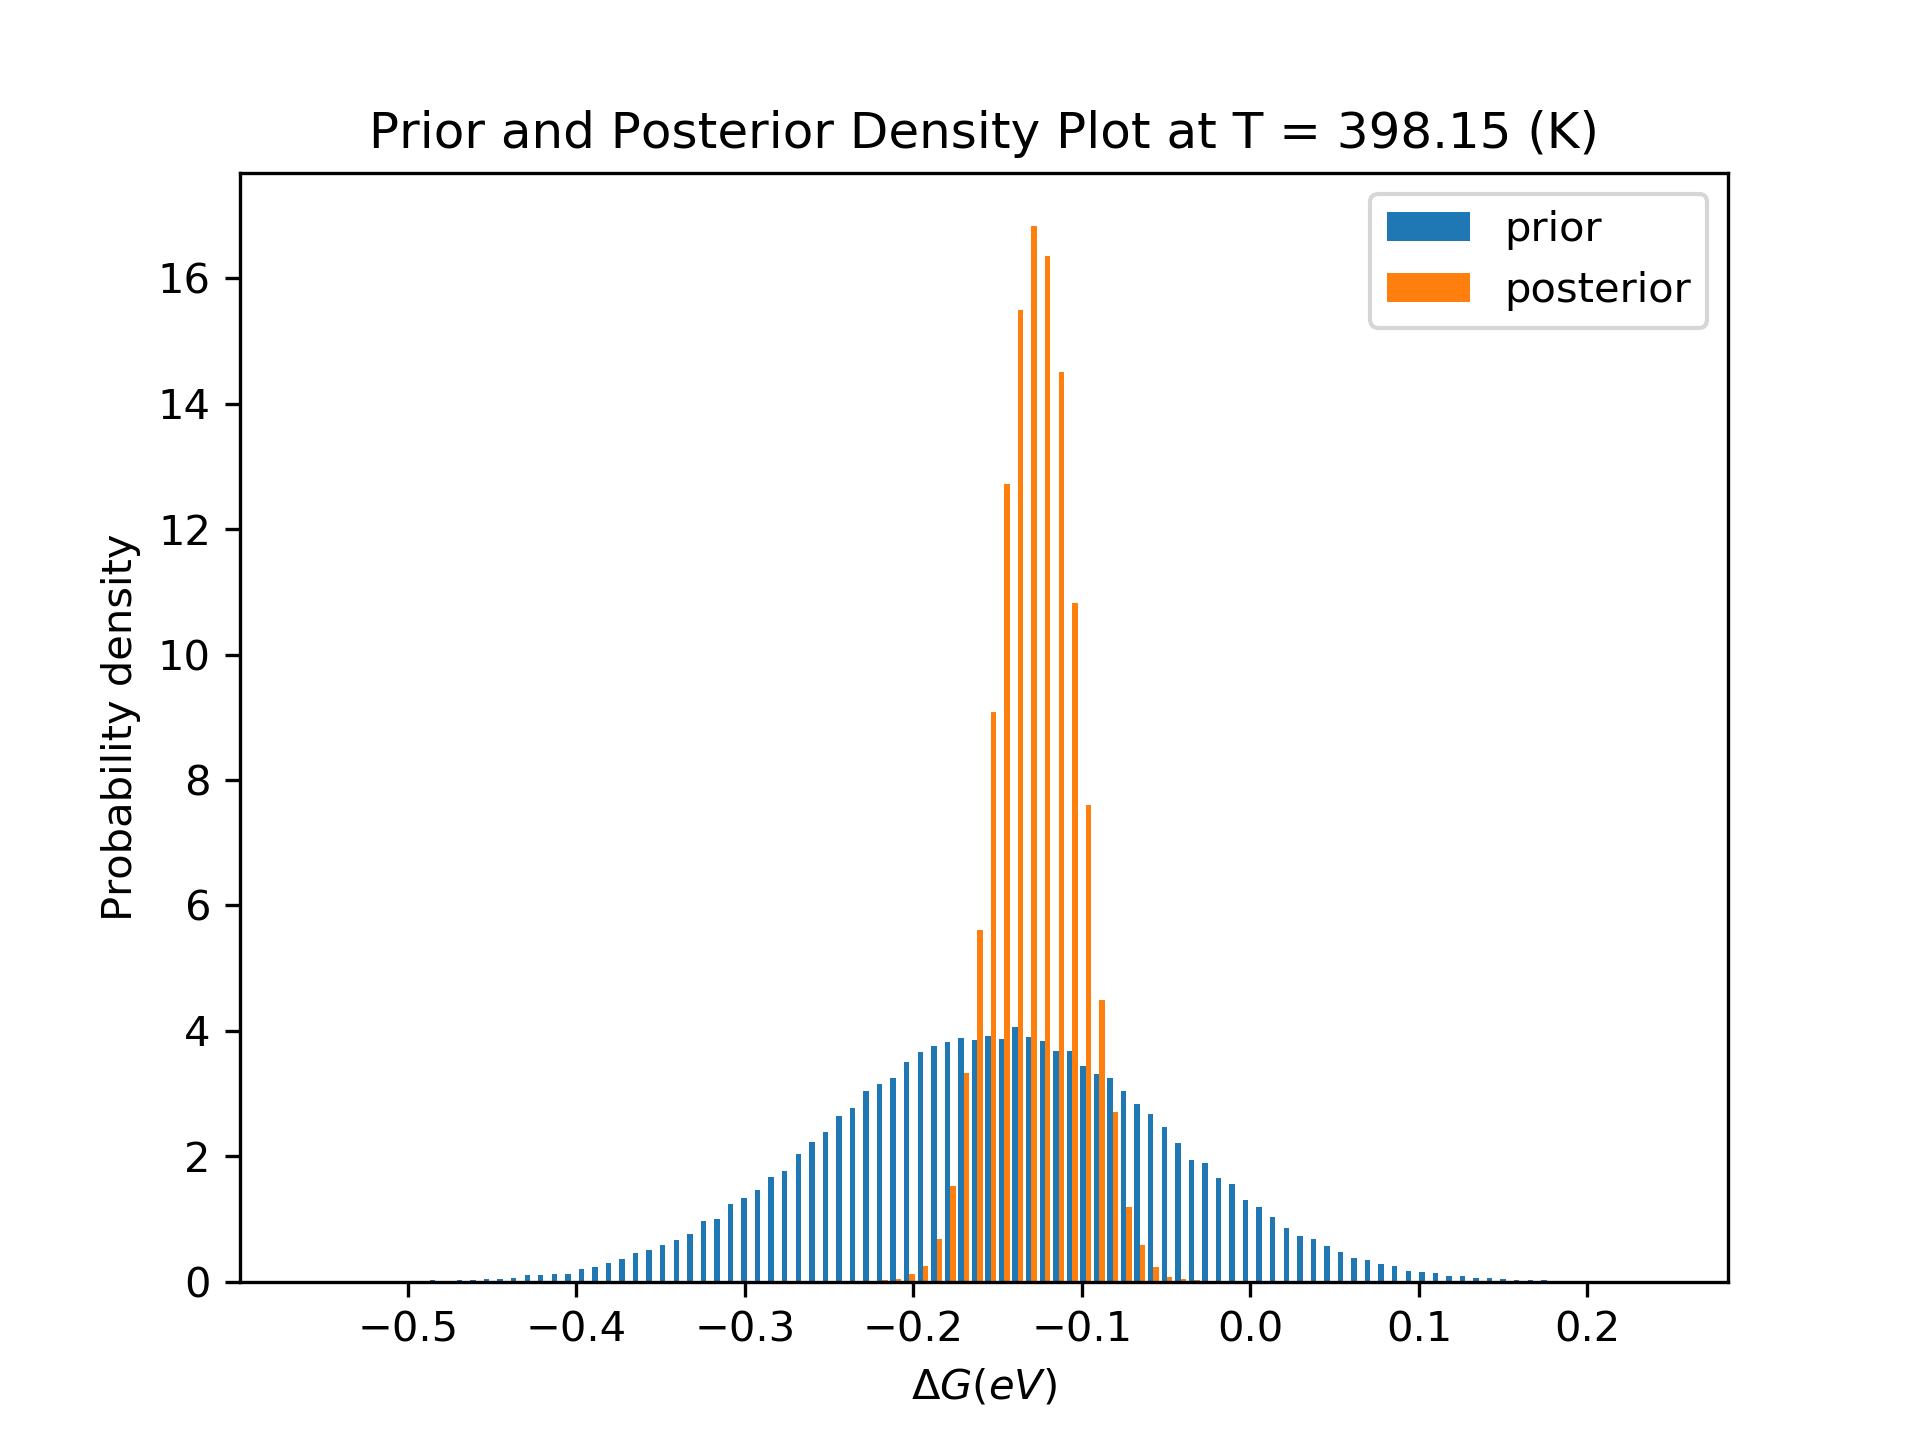 Prior and Posterior Density Plot at T = 398.15 (K)
prior
posterior
Probability density
16
14
12
10
8
6
4
2
0
−0.5 −0.4 −0.3 −0.2 −0.1 0.0 0.1 0.2
ΔG(eV)